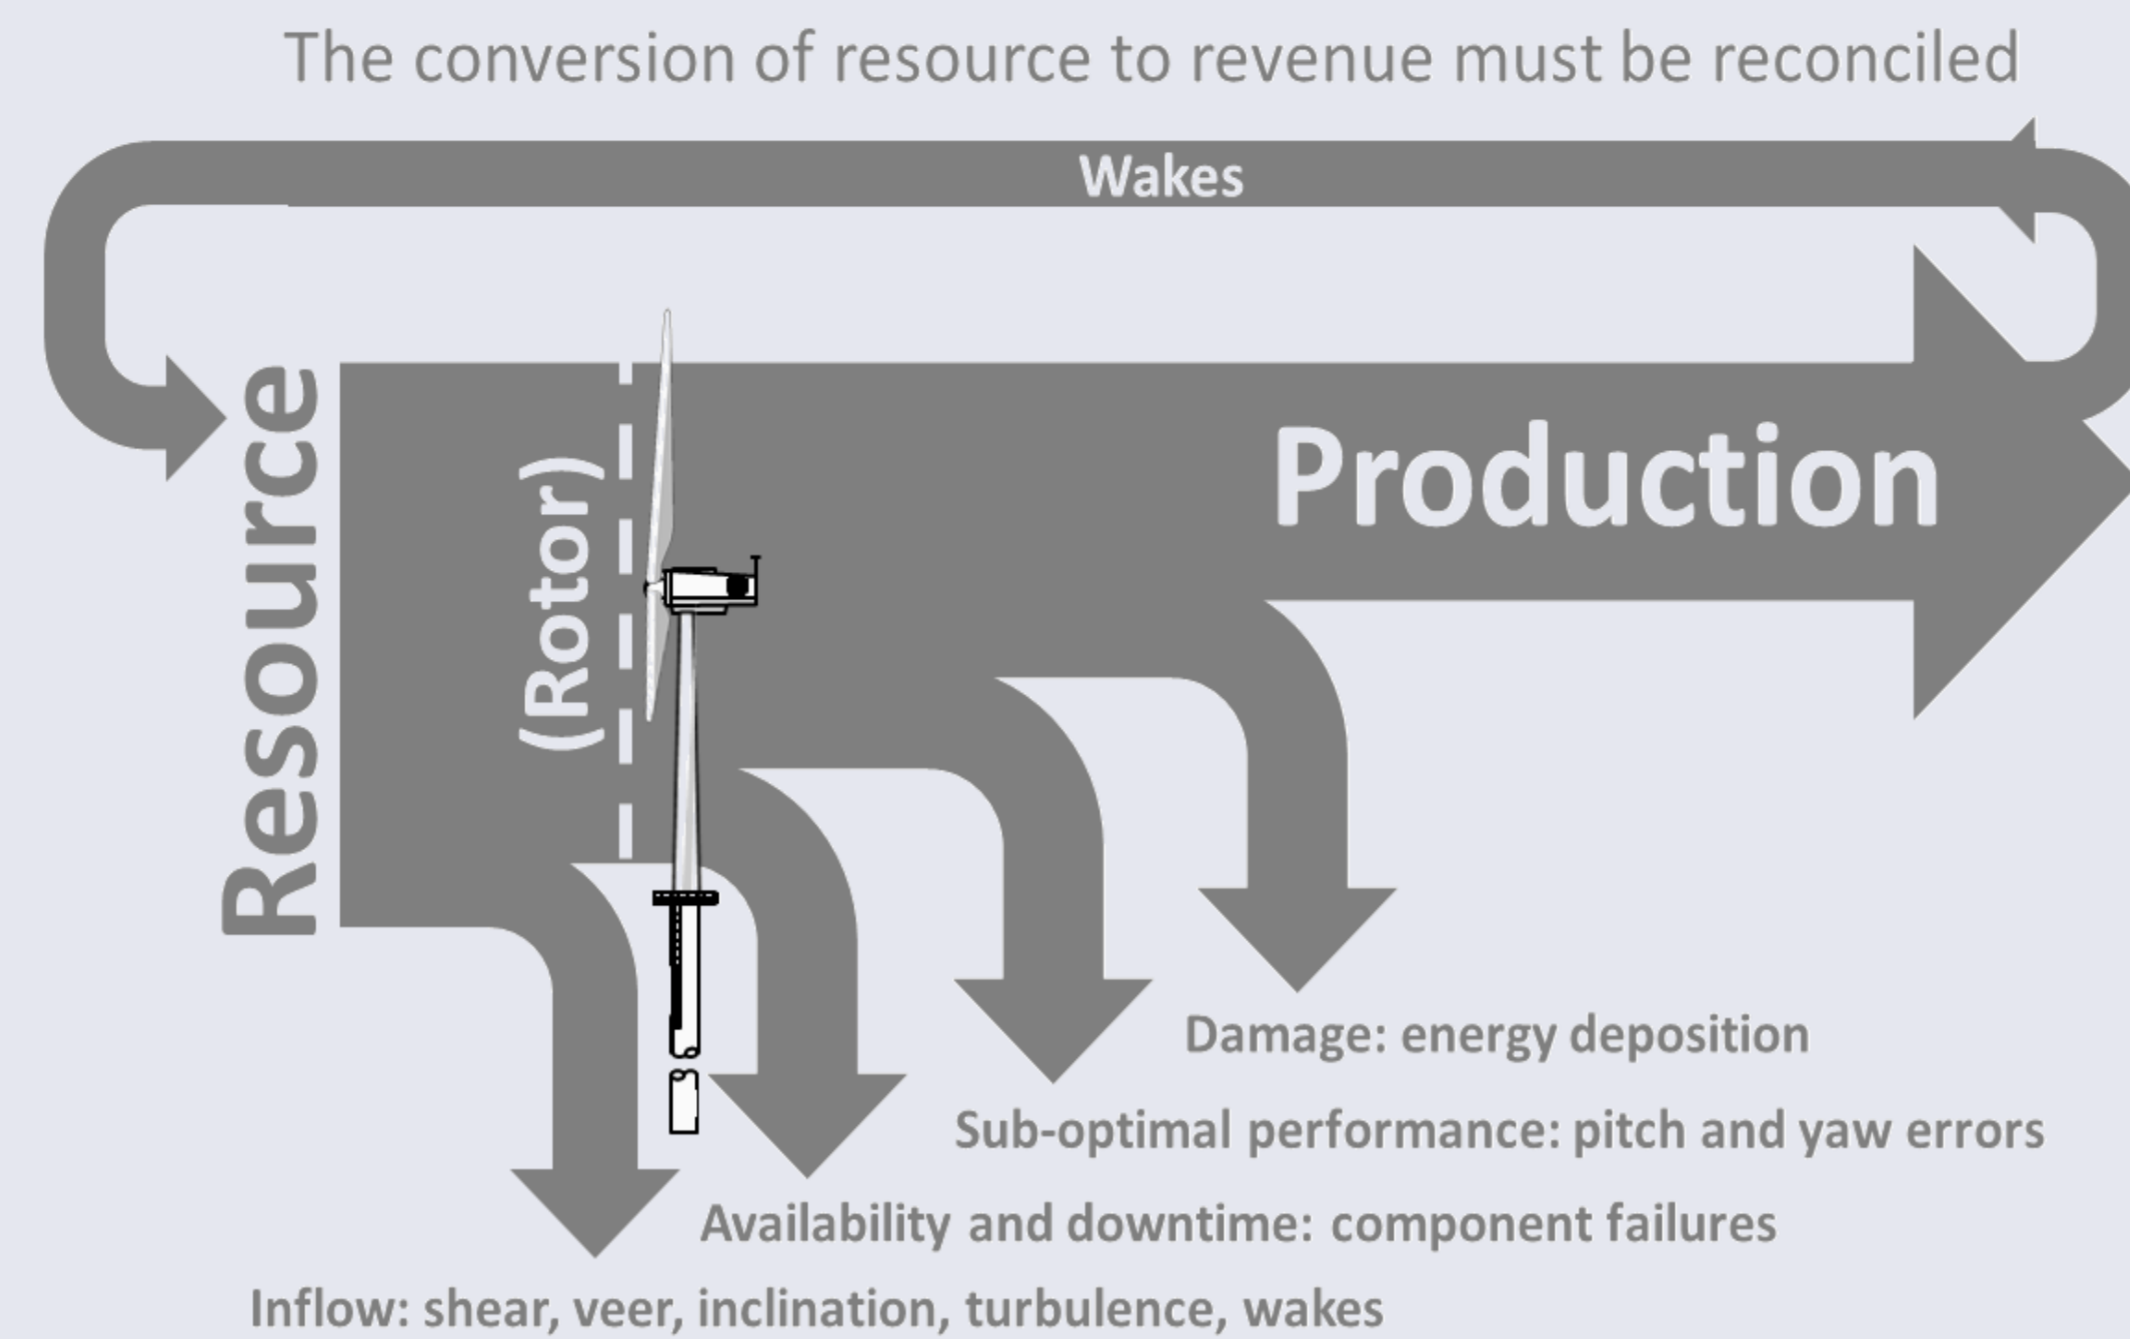 The conversion of resource to revenue must be reconciled
Wakes
Resource
(Rotor)
Production
Damage: energy deposition
Sub-optimal performance: pitch and yaw errors
Availability and downtime: component failures
Inflow: shear, veer, inclination, turbulence, wakes